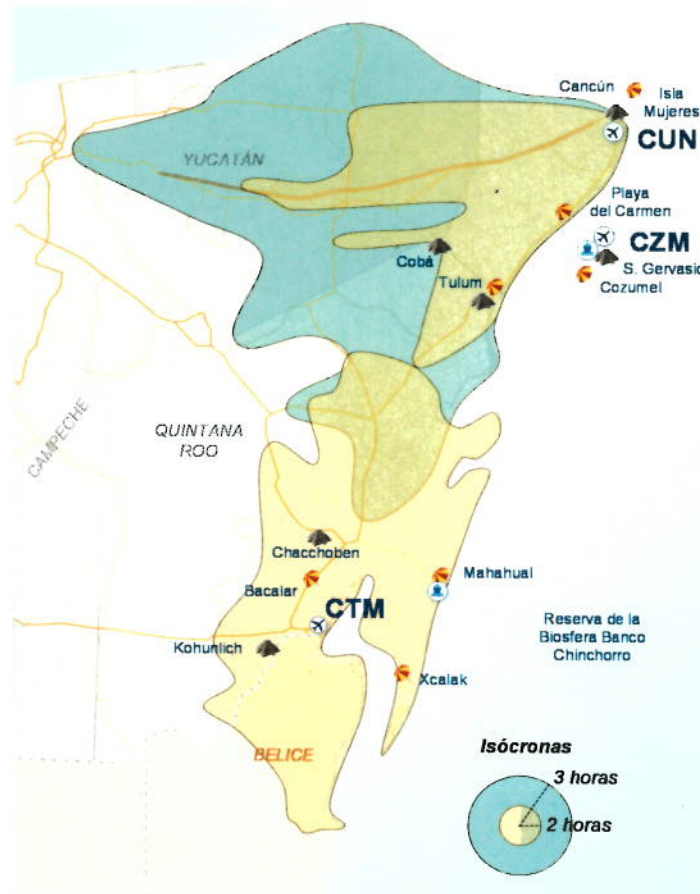 Cancún
Isla
Mujeres
CUN
YUCATÁN
Playa
del Carmen
CZM
Cobá
S. Gervasio
Tulum
Cozumel
CAMPECHE
QUINTANA
ROO
Chacchoben
Mahahual
Bacalar
CTM
Reserva de la
Biosfera Banco
Chinchorro
Kohunlich
Xcalak
BELICE
Isócronas
3 horas
2 horas